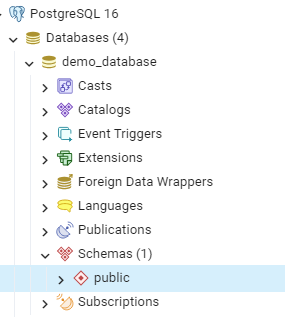 PostgreSQL 16
Databases (4)
demo_database
Casts
Catalogs
Event Triggers
Extensions
Foreign Data Wrappers
Languages
Publications
Schemas (1)
public
Subscriptions